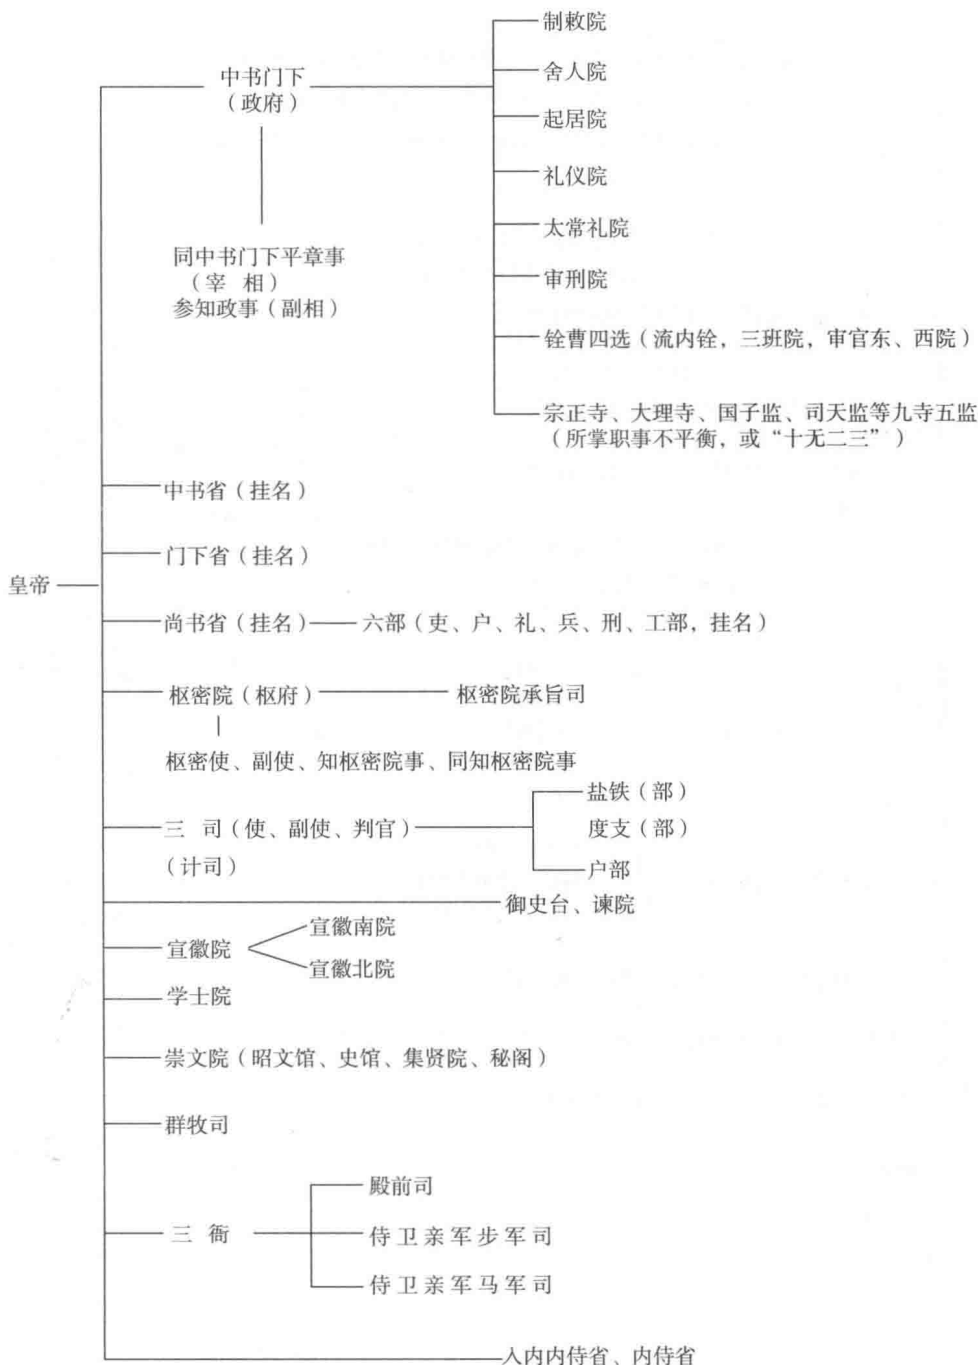 制敕院
中书门下
（政府）
舍人院
起居院
礼仪院
太常礼院
同中书门下平章事
（宰 相）
参知政事（副相）
审刑院
铨曹四选（流内铨，三班院，审官东、西院）
宗正寺、大理寺、国子监、司天监等九寺五监
（所掌职事不平衡，或“十无二三”）
中书省（挂名）
门下省（挂名）
皇帝
尚书省（挂名）
六部（吏、户、礼、兵、刑、工部，挂名）
枢密院（枢府）
枢密院承旨司
枢密使、副使、知枢密院事、同知枢密院事
三 司（使、副使、判官）
（计司）
盐铁（部）
度支（部）
户部
御史台、谏院
宣徽院
宣徽南院
宣徽北院
学士院
崇文院（昭文馆、史馆、集贤院、秘阁）
群牧司
三 衙
殿前司
侍卫亲军步军司
侍卫亲军马军司
入内内侍省、内侍省